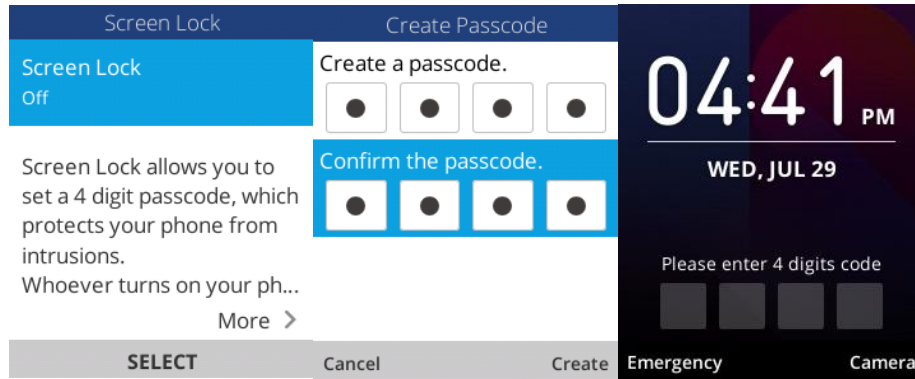 Screen Lock
Screen Lock
Off
Screen Lock allows you to
set a 4 digit passcode, which
protects your phone from
intrusions.
Whoever turns on your ph...
More >
SELECT
Create Passcode
Create a passcode.
Confirm the passcode.
Cancel Create
04:41 PM
WED, JUL 29
Please enter 4 digits code
Emergency Camera